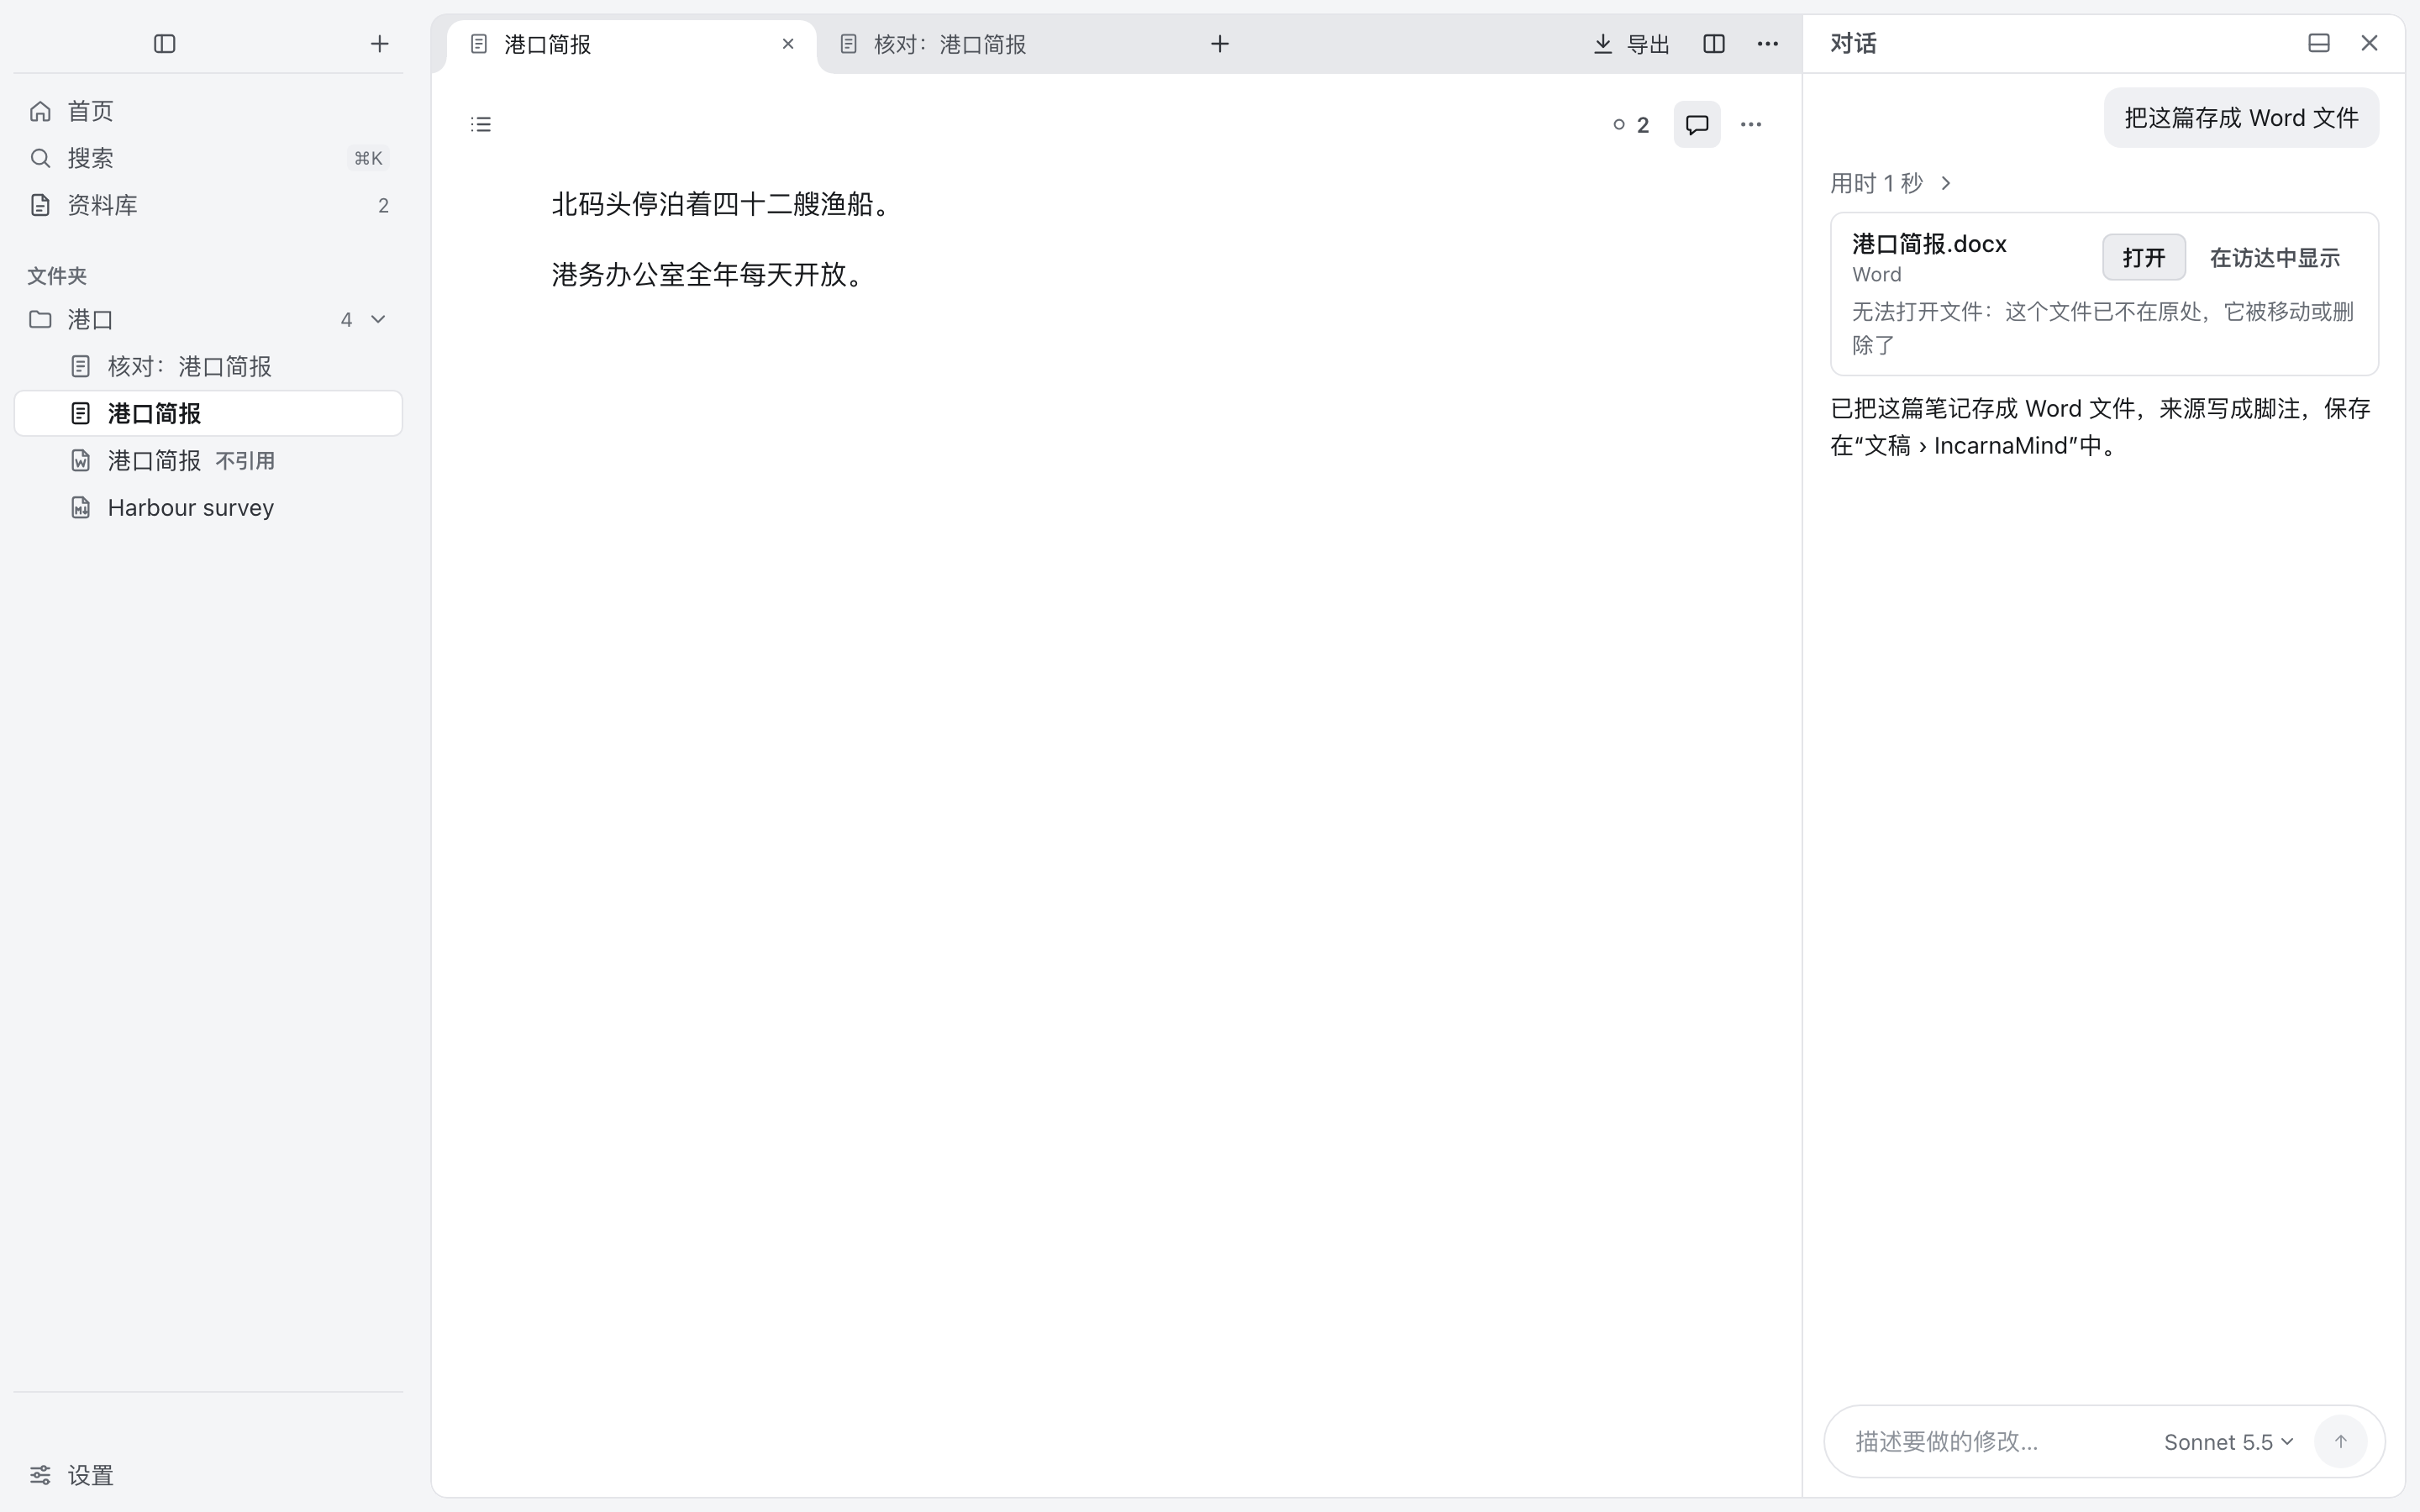 首页
搜索 ⌘K
资料库 2
文件夹
港口 4
核对：港口简报
港口简报
港口简报 不引用
Harbour survey
设置
港口简报
核对：港口简报
导出
2
北码头停泊着四十二艘渔船。
港务办公室全年每天开放。
对话
把这篇存成 Word 文件
用时 1 秒
港口简报.docx
Word
打开
在访达中显示
无法打开文件：这个文件已不在原处，它被移动或删
除了
已把这篇笔记存成 Word 文件，来源写成脚注，保存
在“文稿 › IncarnaMind”中。
描述要做的修改…
Sonnet 5.5